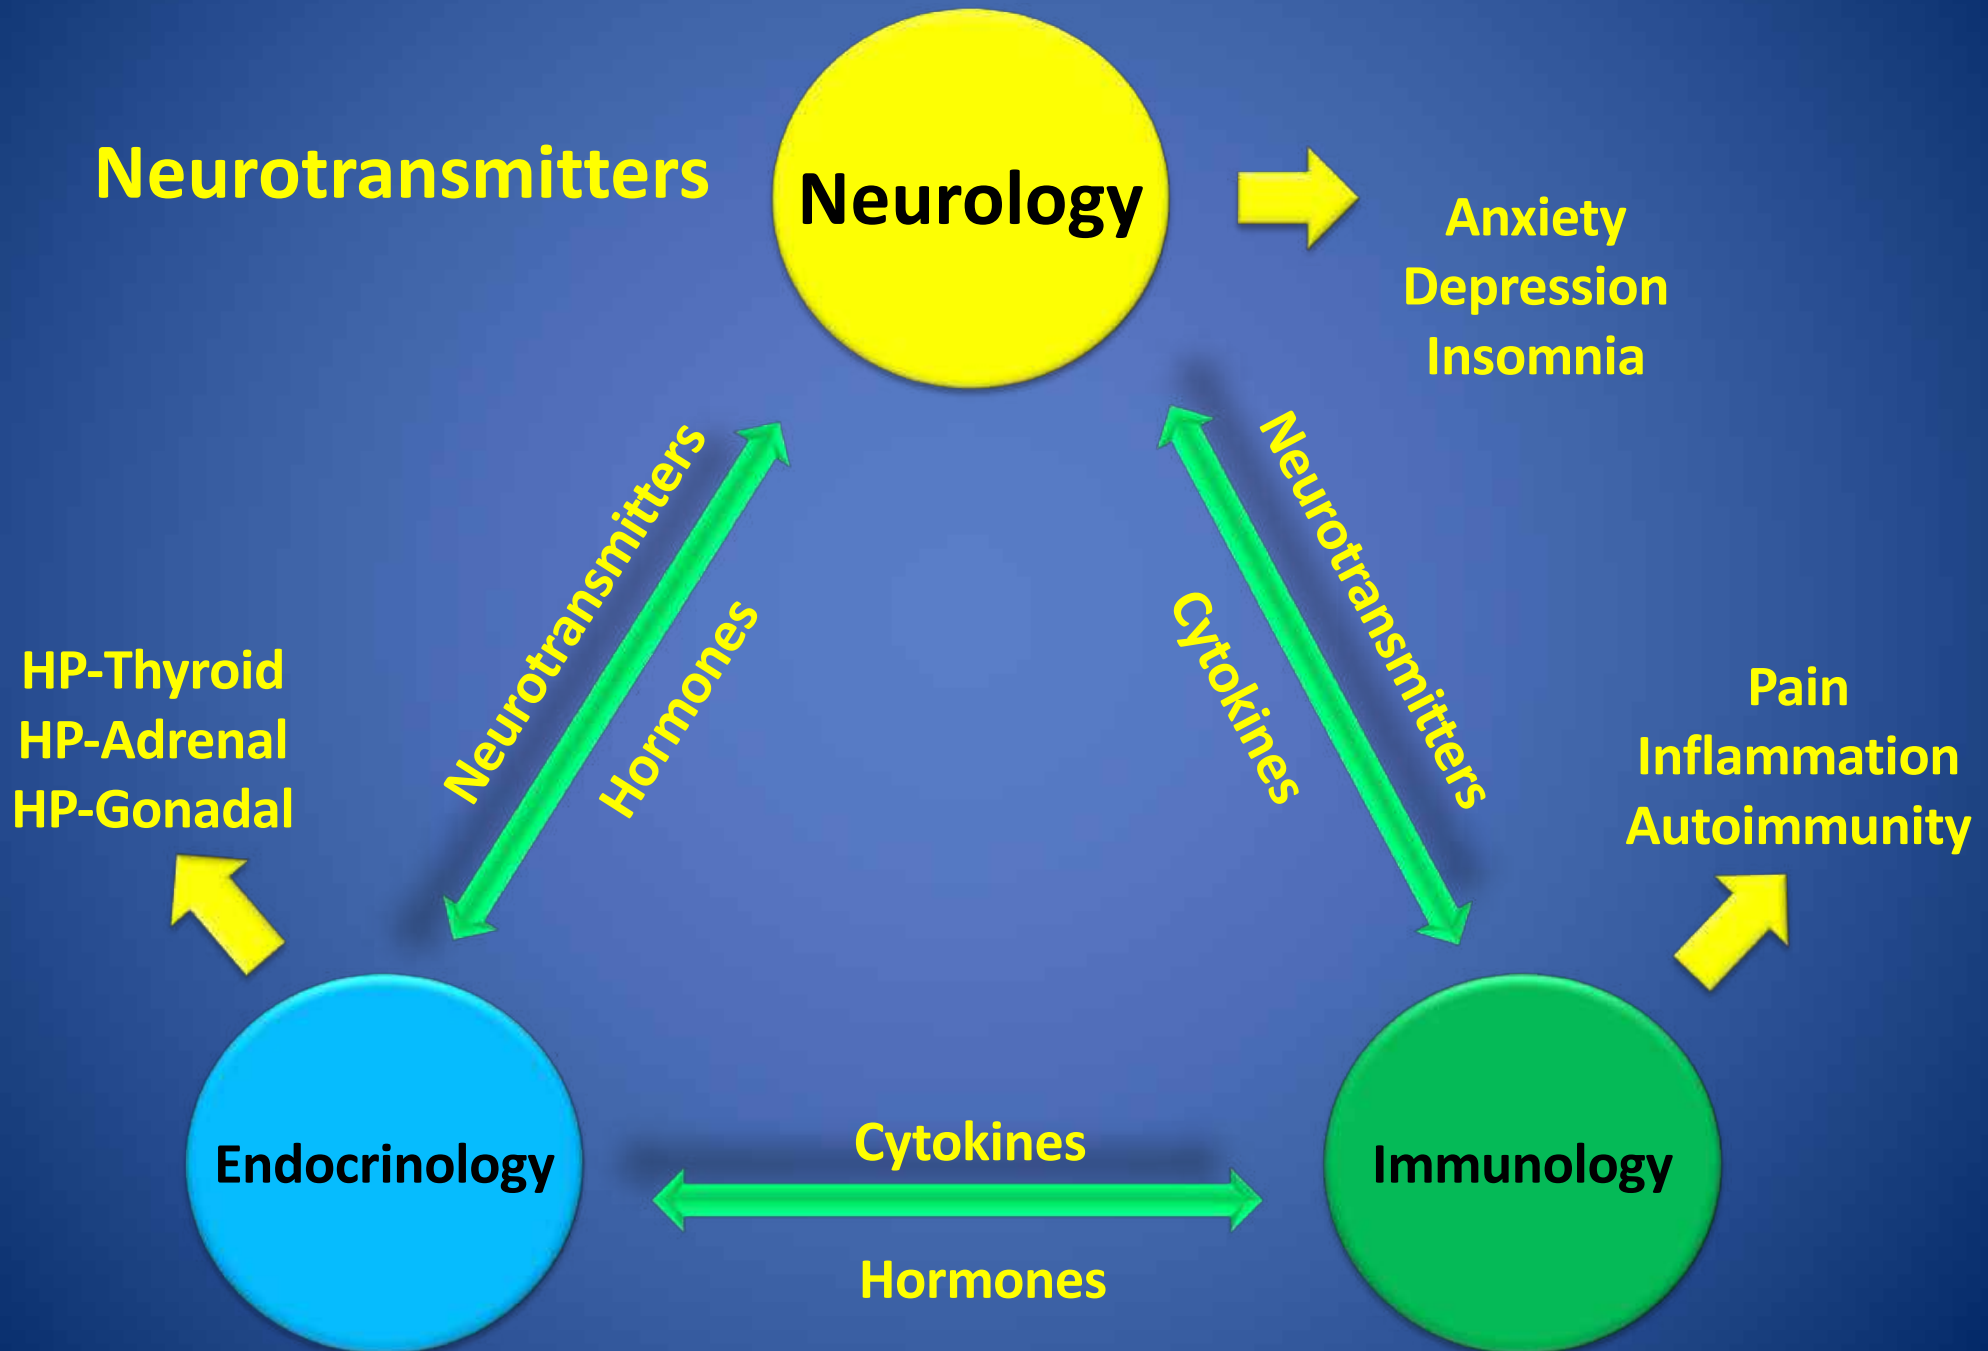 Neurotransmitters
Neurology
Anxiety
Depression
Insomnia
Neurotransmitters
Hormones
Cytokines
Neurotransmitters
HP-Thyroid
HP-Adrenal
HP-Gonadal
Pain
Inflammation
Autoimmunity
Endocrinology
Cytokines
Hormones
Immunology